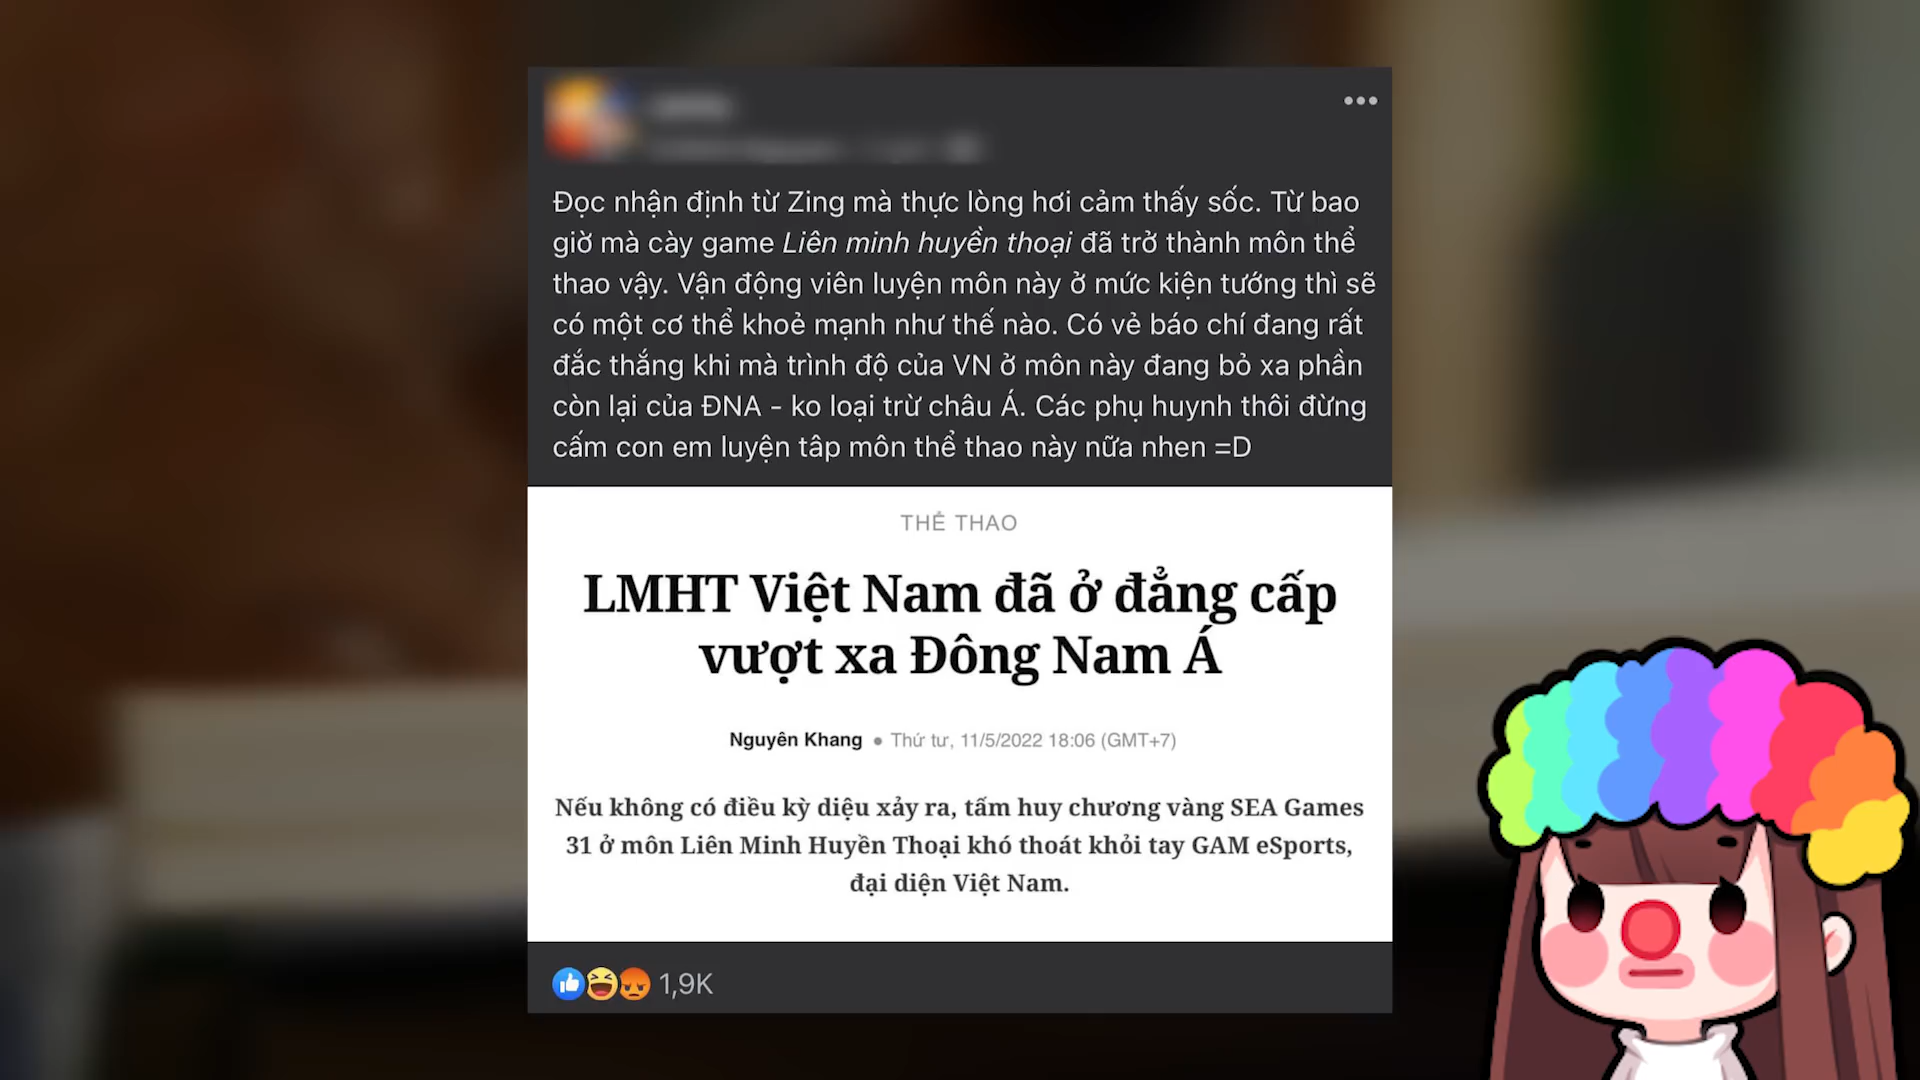 Đọc nhận định từ Zing mà thực lòng hơi cảm thấy sốc. Từ bao
giờ mà cày game Liên minh huyền thoại đã trở thành môn thể
thao vậy. Vận động viên luyện môn này ở mức kiện tướng thì sẽ
có một cơ thể khoẻ mạnh như thế nào. Có vẻ báo chí đang rất
đắc thắng khi mà trình độ của VN ở môn này đang bỏ xa phần
còn lại của ĐNA - ko loại trừ châu Á. Các phụ huynh thôi đừng
cấm con em luyện tâp môn thể thao này nữa nhen =D
THỂ THAO
LMHT Việt Nam đã ở đẳng cấp
vượt xa Đông Nam Á
Nguyên Khang • Thứ tư, 11/5/2022 18:06 (GMT+7)
Nếu không có điều kỳ diệu xảy ra, tấm huy chương vàng SEA Games
31 ở môn Liên Minh Huyền Thoại khó thoát khỏi tay GAM eSports,
đại diện Việt Nam.
1,9K